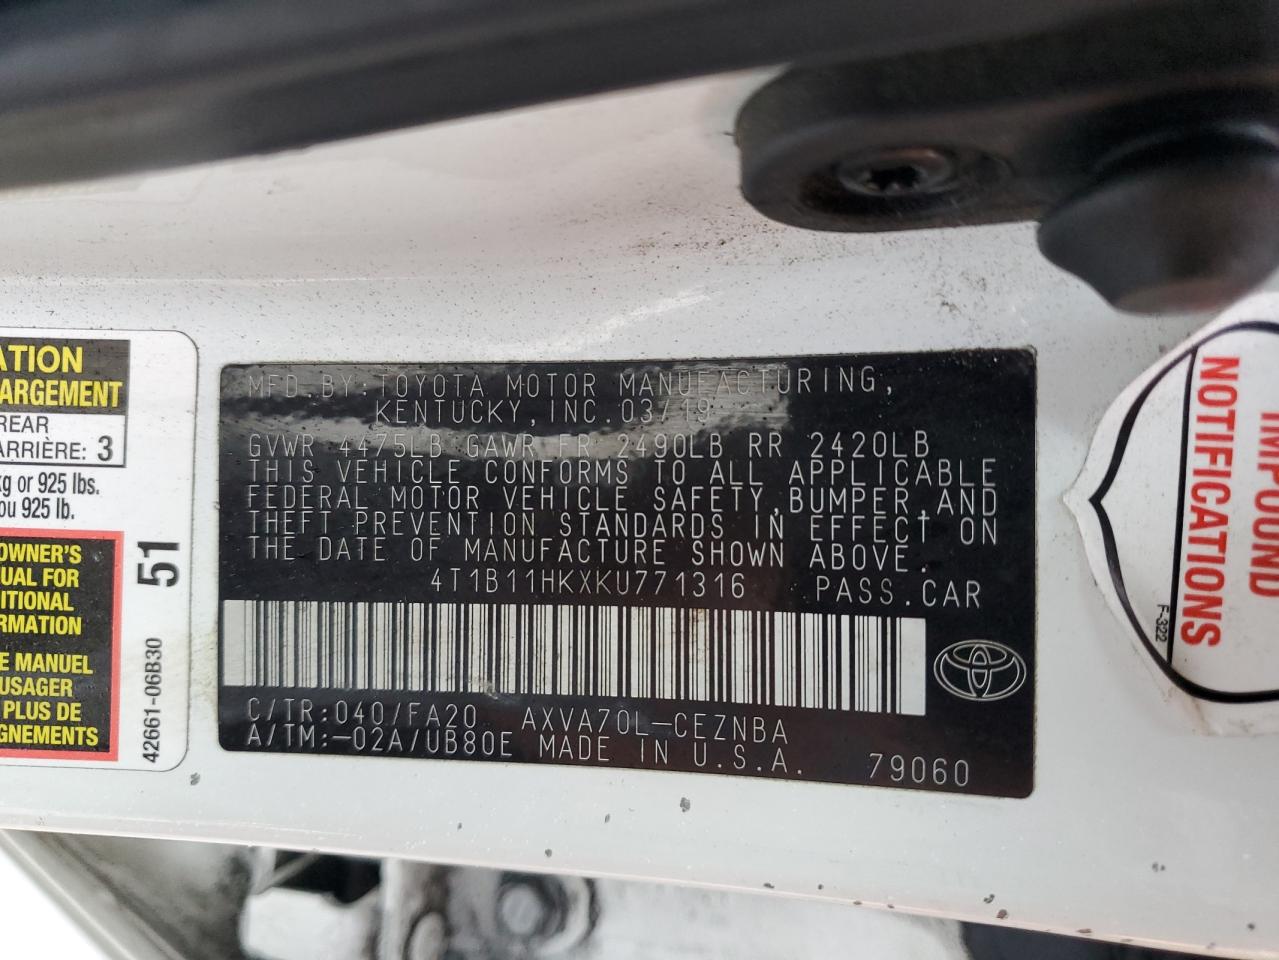 ATION
ARGEMENT
REAR
ARRIÈRE: 3
kg or 925 lbs.
ou 925 lb.
OWNER'S
UAL FOR
ITIONAL
RMATION
E MANUEL
USAGER
PLUS DE
GNEMENTS
51
42661-06B30
MFD.BY:TOYOTA MOTOR MANUFACTURING,
KENTUCKY,INC.03/19
GVWR 4475LB GAWR FR 2490LB RR 2420LB
THIS VEHICLE CONFORMS TO ALL APPLICABLE
FEDERAL MOTOR VEHICLE SAFETY,BUMPER,AND
THEFT PREVENTION STANDARDS IN EFFECT ON
THE DATE OF MANUFACTURE SHOWN ABOVE.
4T1B11HKXKU771316 PASS.CAR
C/TR:040/FA20 AXVA70L-CEZNBA
A/TM:-02A/UB80E MADE IN U.S.A. 79060
IMPOUND
NOTIFICATIONS
F-322